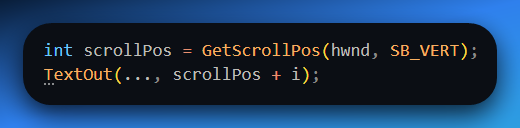 int scrollPos = GetScrollPos(hwnd, SB_VERT);
TextOut(..., scrollPos + i);